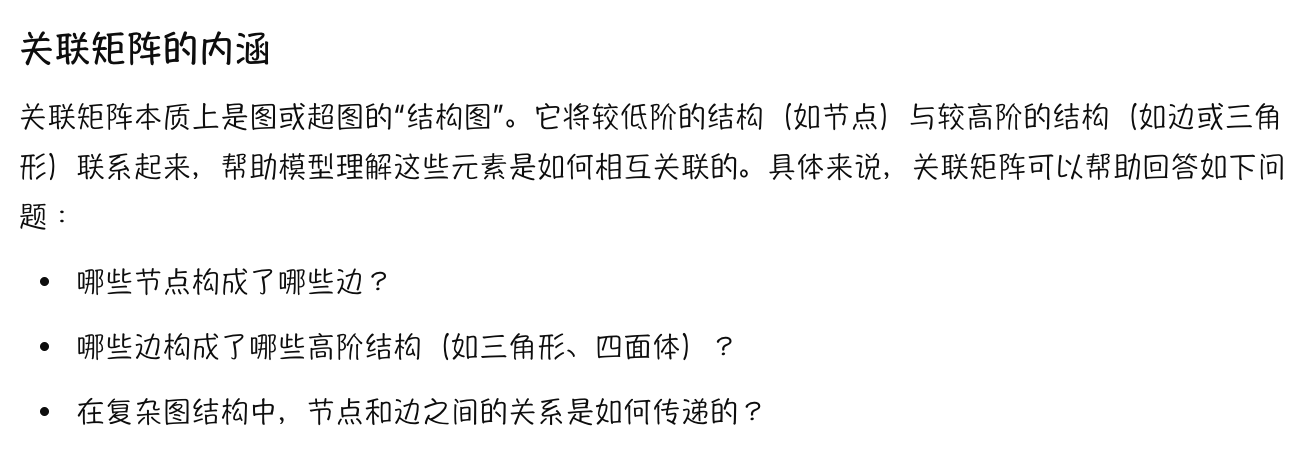 关联矩阵的内涵
关联矩阵本质上是图或超图的“结构图”。它将较低阶的结构（如节点）与较高阶的结构（如边或三角
形）联系起来，帮助模型理解这些元素是如何相互关联的。具体来说，关联矩阵可以帮助回答如下问
题：
• 哪些节点构成了哪些边？
• 哪些边构成了哪些高阶结构（如三角形、四面体）？
• 在复杂图结构中，节点和边之间的关系是如何传递的？